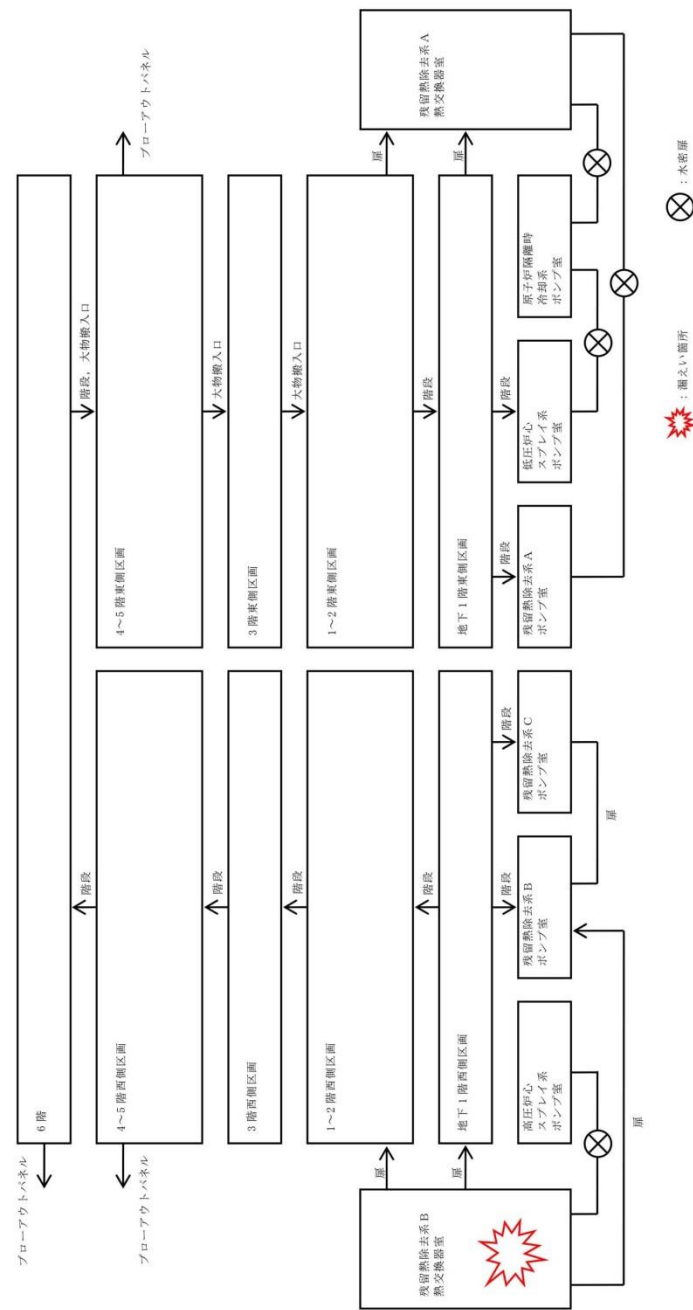 ブローアウトパネル
6階
階段
階段，大物搬入口
ブローアウトパネル
4～5階西側区画
4～5階東側区画
ブローアウトパネル
階段
大物搬入口
3階西側区画
3階東側区画
階段
大物搬入口
1～2階西側区画
1～2階東側区画
残留熱除去系B
熱交換器室
扉
扉
階段
階段
扉
扉
残留熱除去系A
熱交換器室
地下1階西側区画
地下1階東側区画
階段
階段
階段
階段
高圧炉心
スプレイ系
ポンプ室
残留熱除去系B
ポンプ室
残留熱除去系C
ポンプ室
残留熱除去系A
ポンプ室
低圧炉心
スプレイ系
ポンプ室
原子炉隔離時
冷却系
ポンプ室
扉
扉
：漏えい箇所
：水密扉